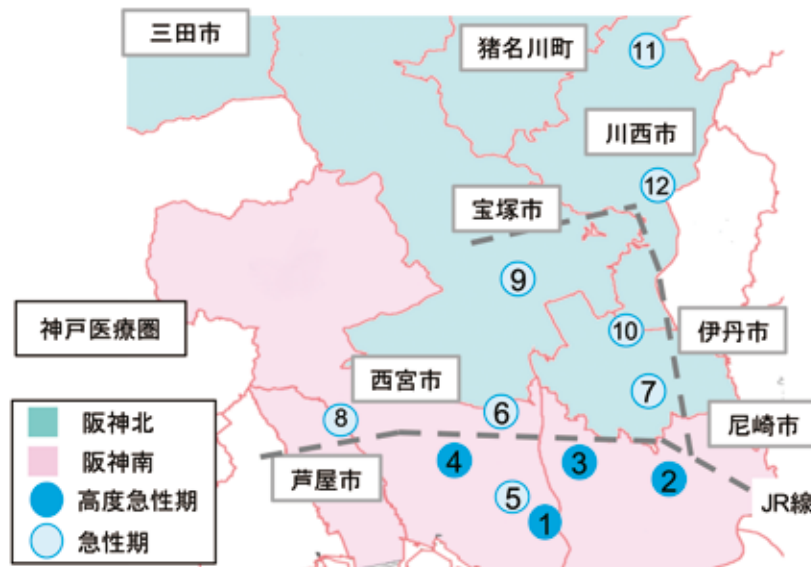 三田市
猪名川町
11
川西市
12
宝塚市
9
神戸医療圏
10
伊丹市
西宮市
7
8
6
尼崎市
芦屋市
4
3
2
5
1
JR線
阪神北
阪神南
高度急性期
急性期